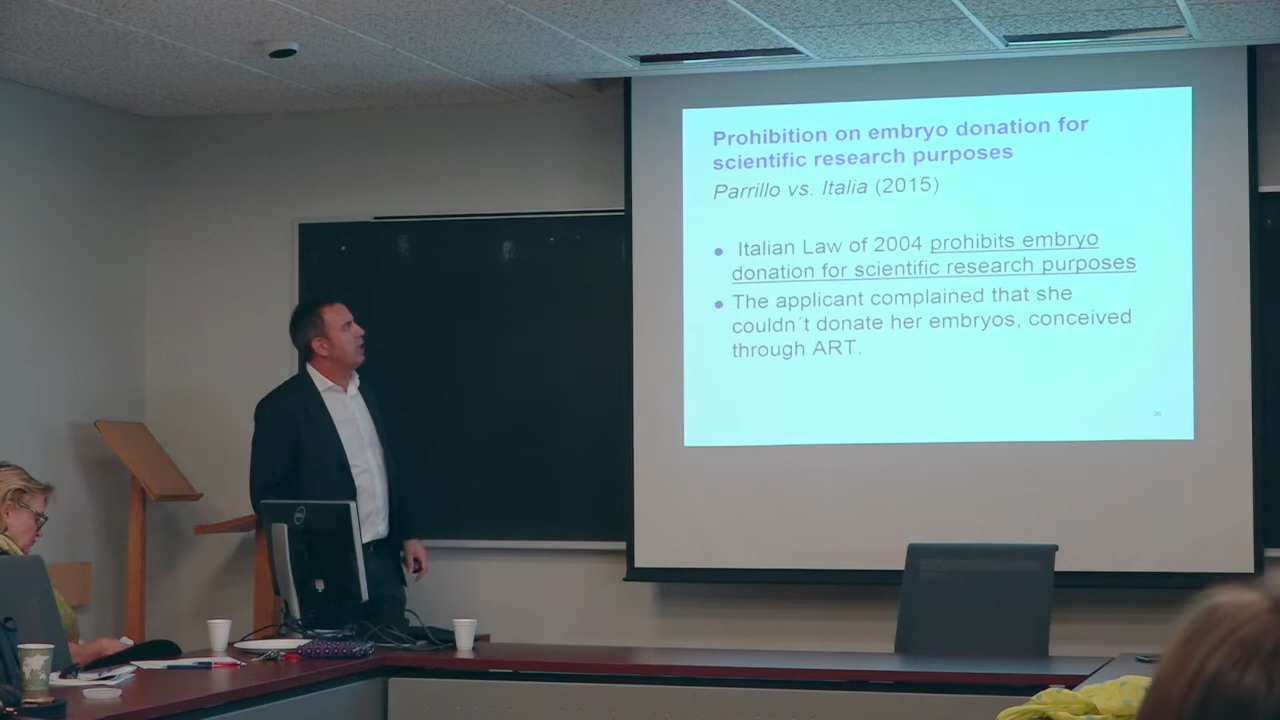 Prohibition on embryo donation for
scientific research purposes
Parrillo vs. Italia (2015)
• Italian Law of 2004 prohibits embryo
donation for scientific research purposes
• The applicant complained that she
couldn´t donate her embryos, conceived
through ART.
DELL